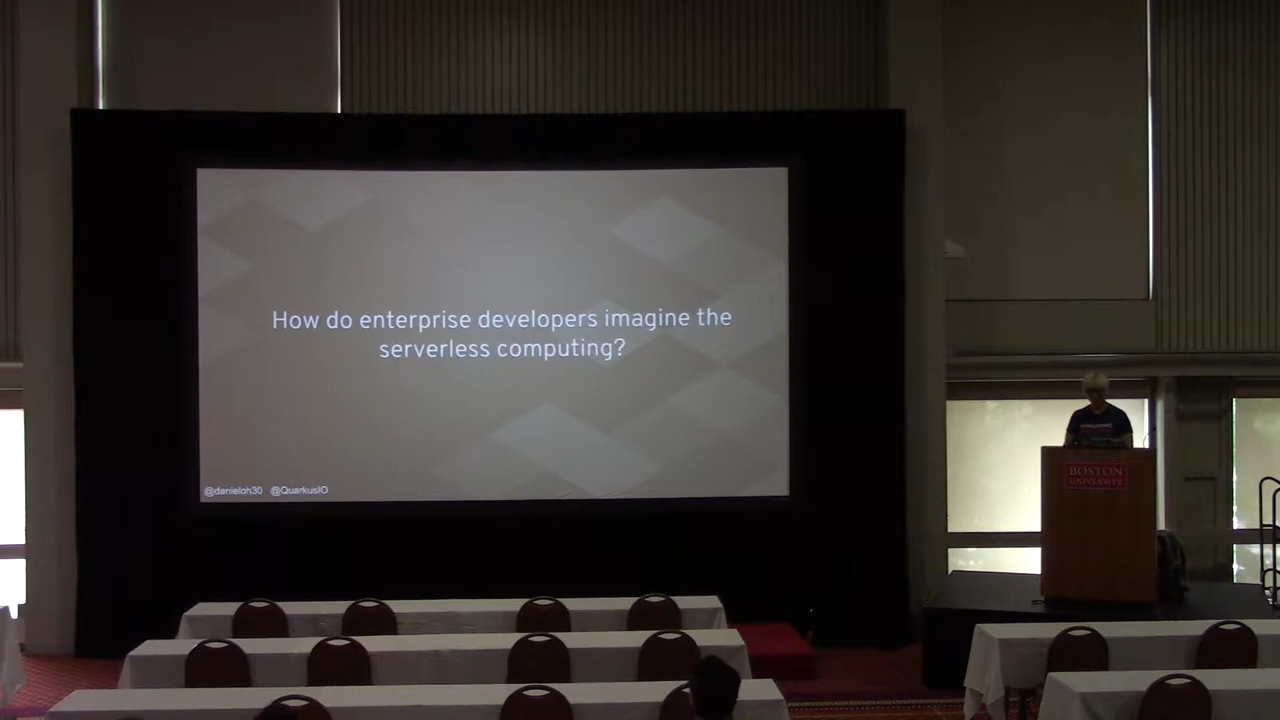 How do enterprise developers imagine the
serverless computing?
@danieloh30 @QuarkusIO
BOSTON
UNIVERSITY